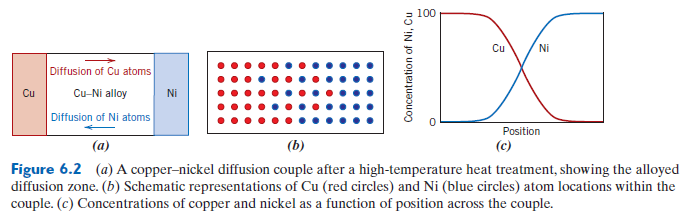 Cu
Diffusion of Cu atoms
Cu–Ni alloy
Diffusion of Ni atoms
Ni
(a)
(b)
Concentration of Ni, Cu
100
0
Cu
Ni
Position
(c)
Figure 6.2 (a) A copper–nickel diffusion couple after a high-temperature heat treatment, showing the alloyed
diffusion zone. (b) Schematic representations of Cu (red circles) and Ni (blue circles) atom locations within the
couple. (c) Concentrations of copper and nickel as a function of position across the couple.